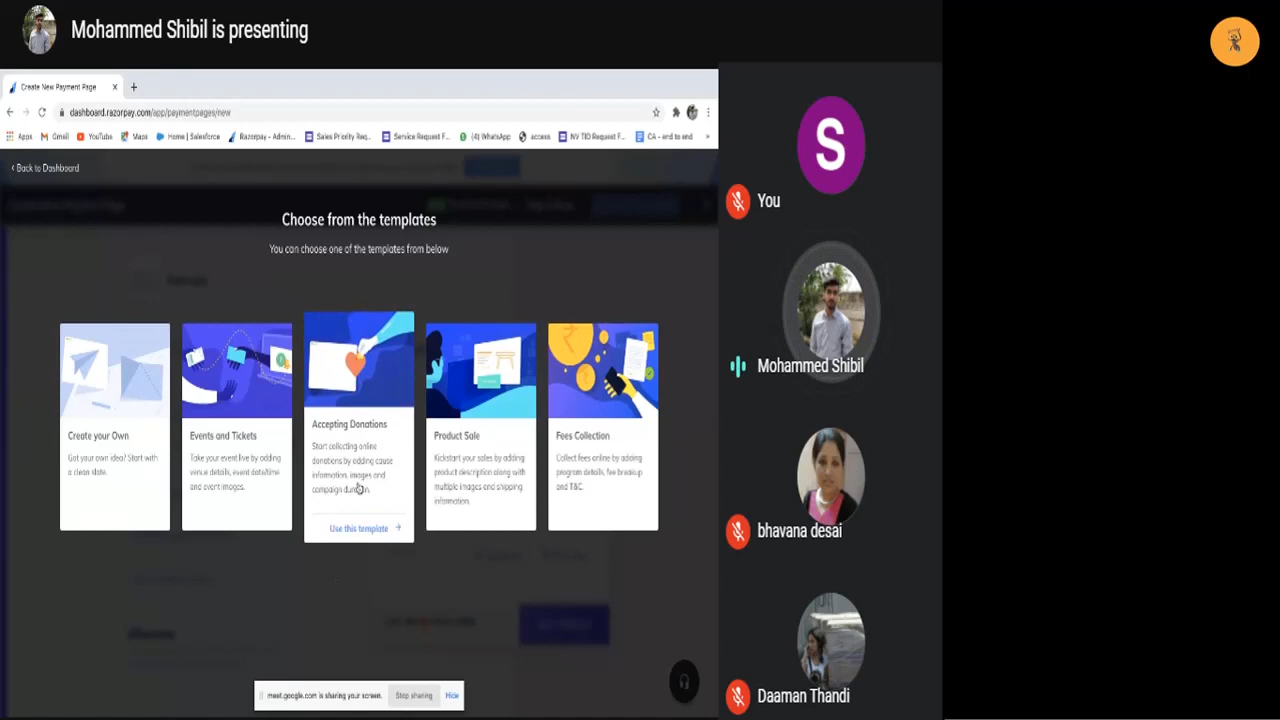 Mohammed Shibil is presenting
Create New Payment Page
dashboard.razorpay.com/app/paymentpages/new
Apps Gmail YouTube Maps Home | Salesforce Razorpay - Admin... Sales Priority Req... Service Request F... (4) WhatsApp access NV TID Request F... CA - end to end »
Back to Dashboard
Choose from the templates
You can choose one of the templates from below
Create your Own
Got your own idea? Start with
a clean slate.
Events and Tickets
Take your event live by adding
venue details, event date/time
and event images.
Accepting Donations
Start collecting online
donations by adding cause
information, images and
campaign duration.
Use this template
Product Sale
Kickstart your sales by adding
product description along with
multiple images and shipping
information.
Fees Collection
Collect fees online by adding
program details, fee breakup
and T&C.
meet.google.com is sharing your screen. Stop sharing Hide
S
You
Mohammed Shibil
bhavana desai
Daaman Thandi